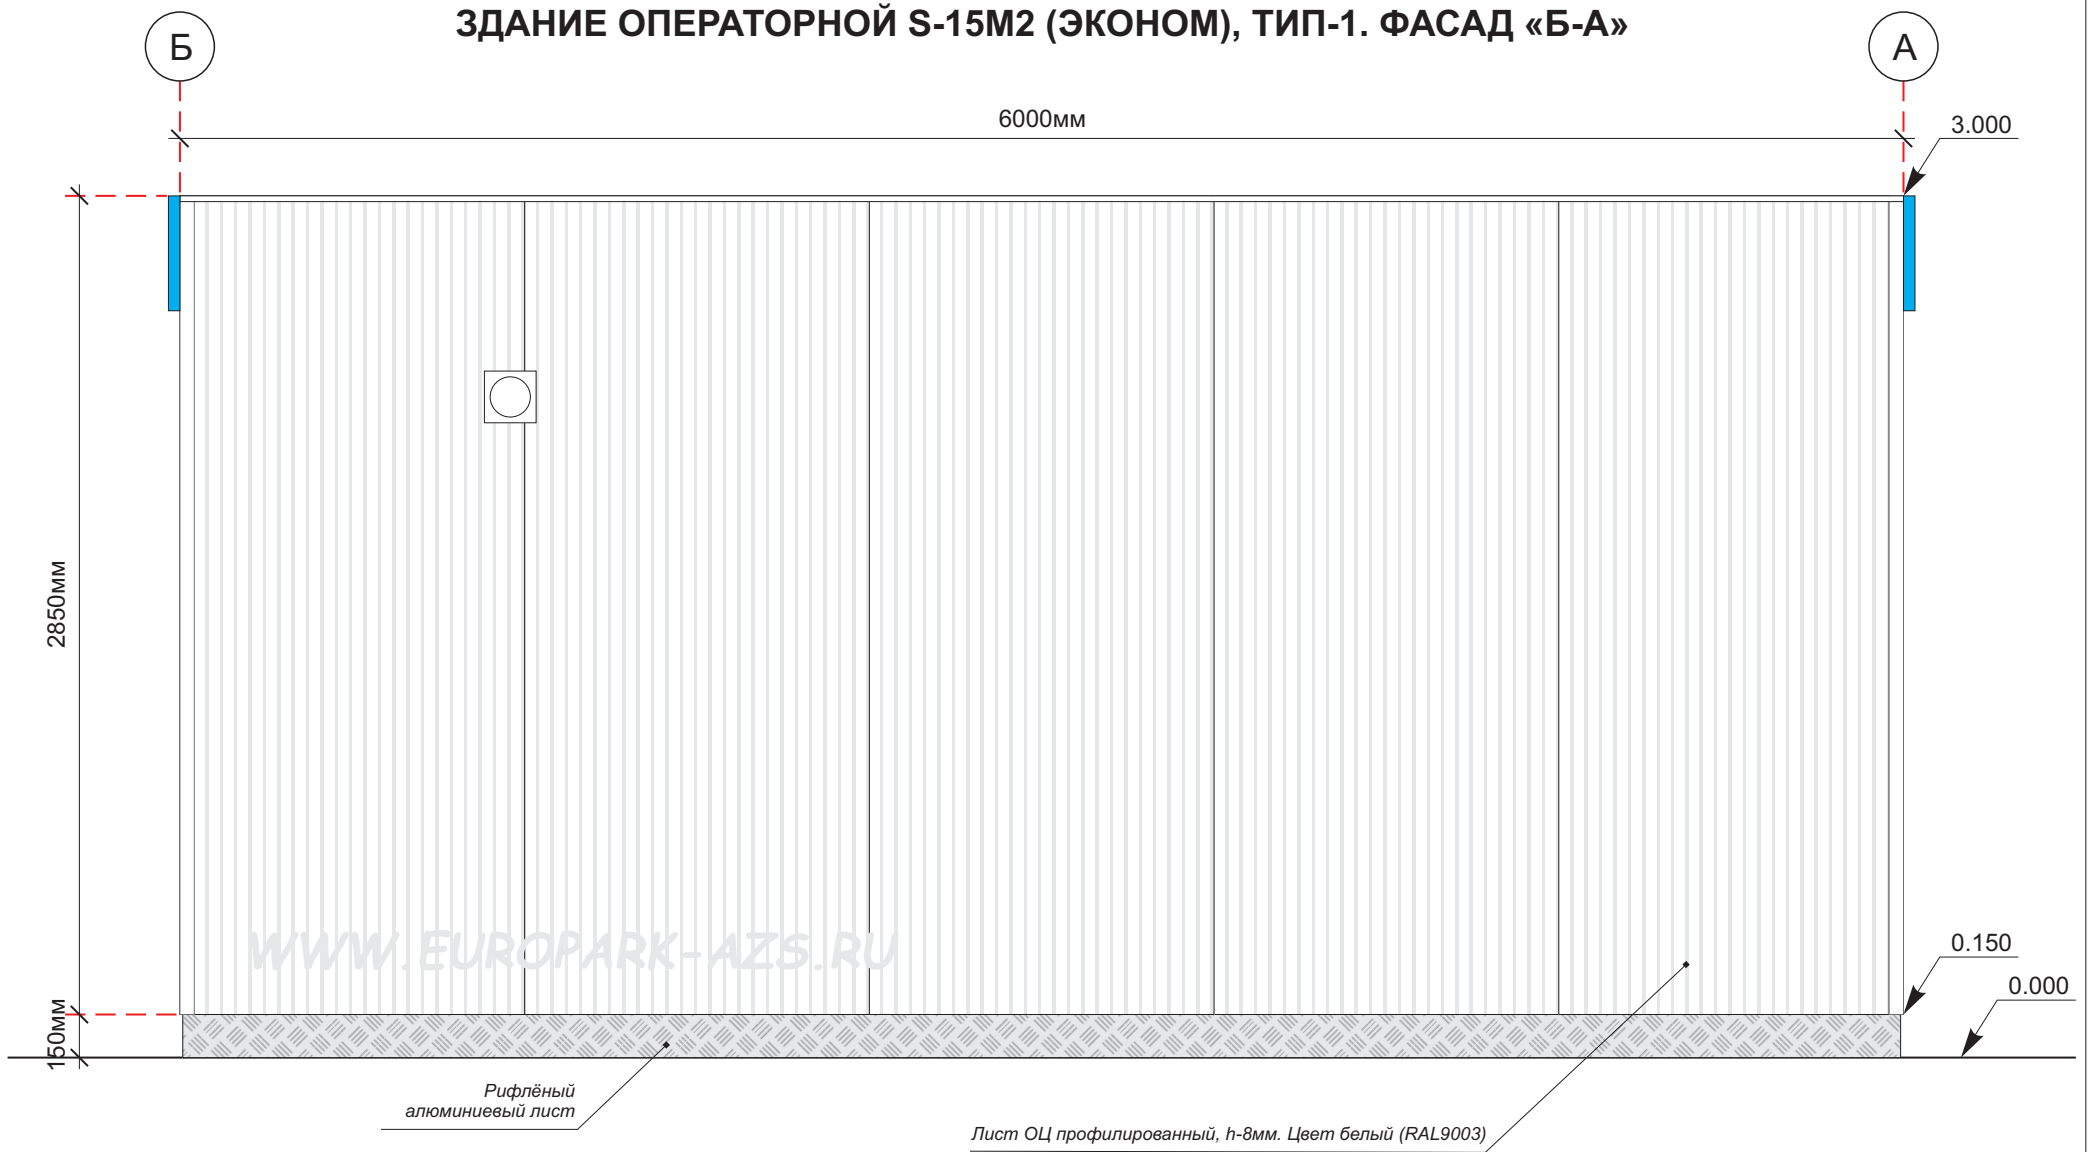 ЗДАНИЕ ОПЕРАТОРНОЙ S-15М2 (ЭКОНОМ), ТИП-1. ФАСАД «Б-А»
Б
А
6000мм
3.000
2850мм
WWW.EUROPARK-AZS.RU
0.150
0.000
150мм
Рифлёный
алюминиевый лист
Лист ОЦ профилированный, h-8мм. Цвет белый (RAL9003)